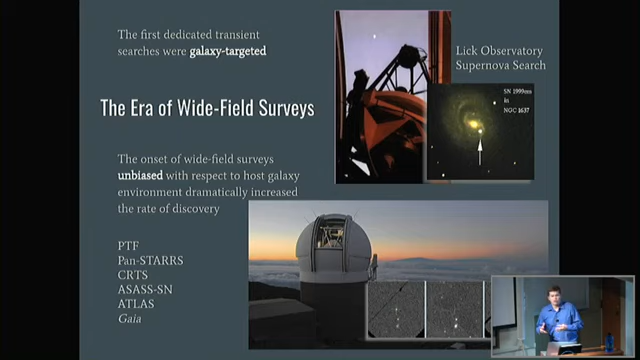 The first dedicated transient
searches were galaxy-targeted
Lick Observatory
Supernova Search
SN 1999em
in
NGC 1637
The Era of Wide-Field Surveys
The onset of wide-field surveys
unbiased with respect to host galaxy
environment dramatically increased
the rate of discovery
PTF
Pan-STARRS
CRTS
ASASS-SN
ATLAS
Gaia